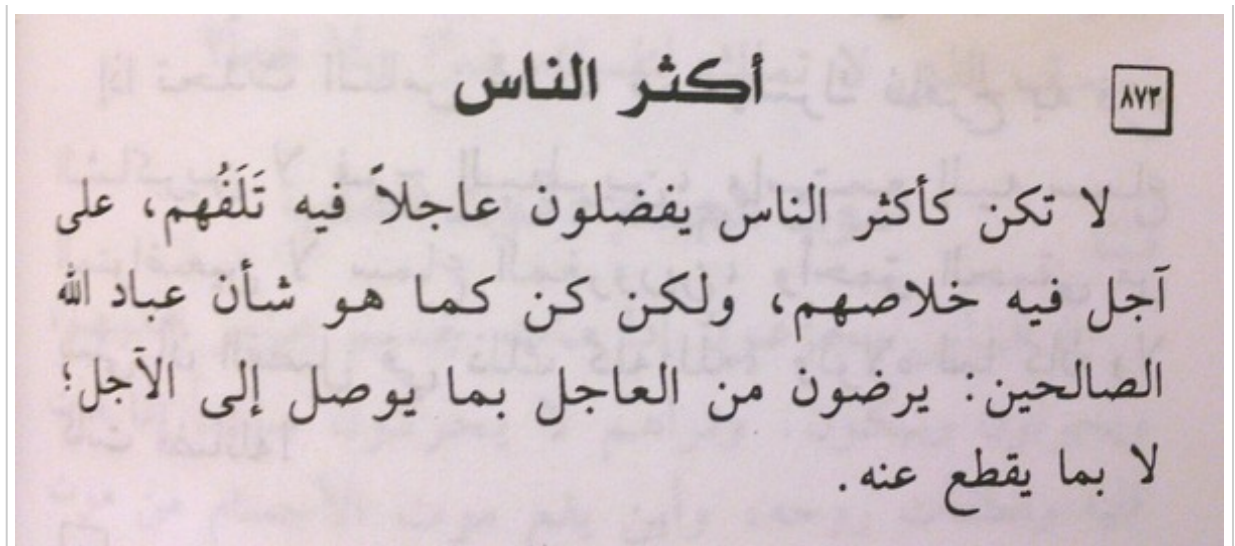 ٨٧٣
أكثر الناس
لا تكن كأكثر الناس يفضلون عاجلاً فيه تَلَفُهم، على
آجل فيه خلاصهم، ولكن كن كما هو شأن عباد الله
الصالحين: يرضون من العاجل بما يوصل إلى الآجل؛
لا بما يقطع عنه.